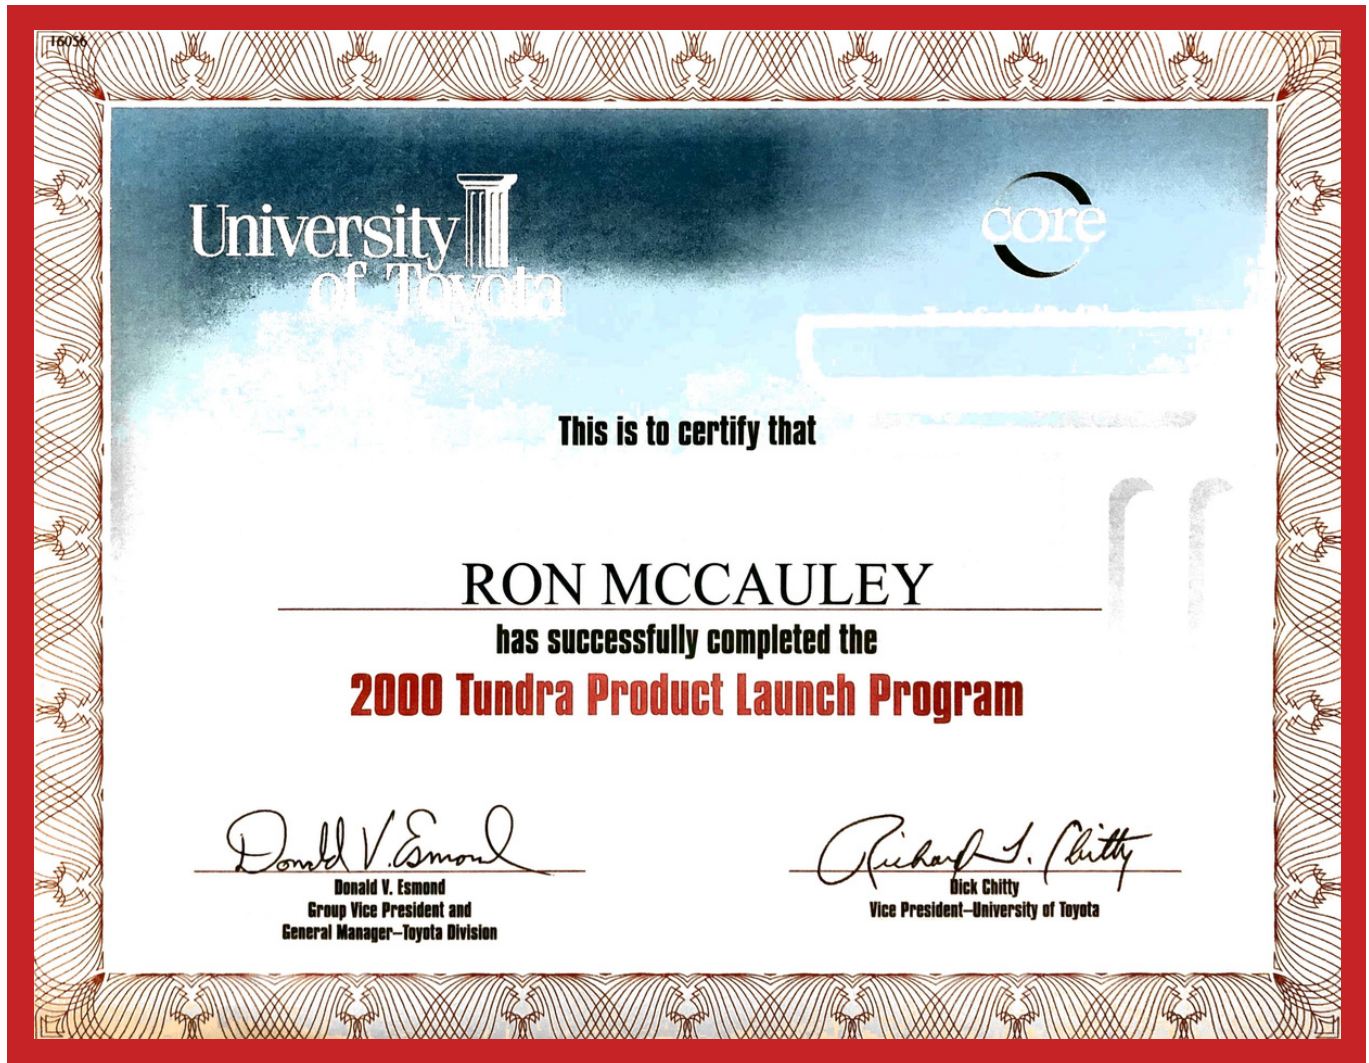 16056
University
of Toyota
core
This is to certify that
RON MCCAULEY
has successfully completed the
2000 Tundra Product Launch Program
Donald V. Esmond
Richard L. Chitty
Donald V. Esmond
Group Vice President and
General Manager–Toyota Division
Dick Chitty
Vice President–University of Toyota